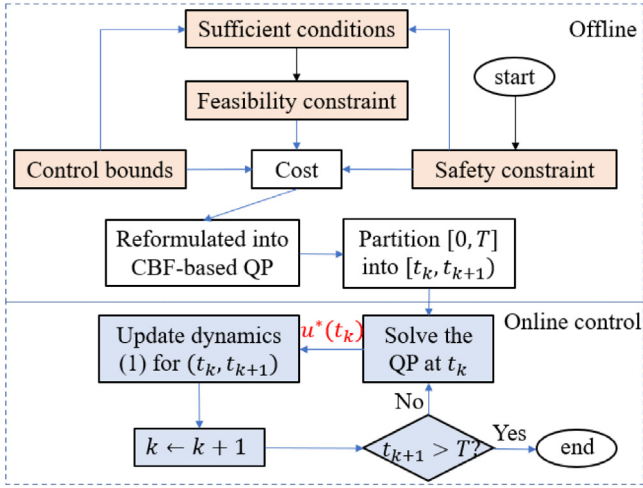 Sufficient conditions
Offline
start
Feasibility constraint
Control bounds
Cost
Safety constraint
Reformulated into
CBF-based QP
Partition [0, T]
into [t_k, t_{k+1})
Online control
Update dynamics
(1) for (t_k, t_{k+1})
u*(t_k)
Solve the
QP at t_k
No
k ← k + 1
t_{k+1} > T?
Yes
end